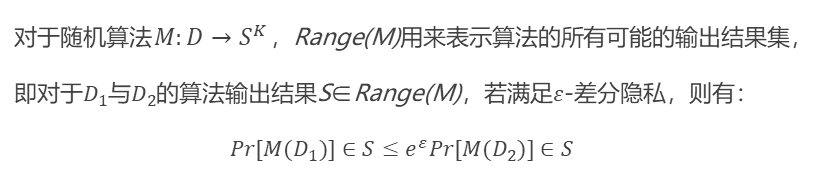 对于随机算法𝑀: 𝐷 → 𝑆ᴷ ，Range(M)用来表示算法的所有可能的输出结果集，
即对于𝐷₁与𝐷₂的算法输出结果S∈Range(M)，若满足𝜀-差分隐私，则有：
𝑃𝑟[𝑀(𝐷₁)] ∈ 𝑆 ≤ 𝑒^𝜀 𝑃𝑟[𝑀(𝐷₂)] ∈ 𝑆